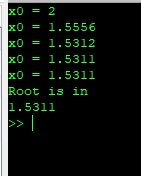 x0 = 2
x0 = 1.5556
x0 = 1.5312
x0 = 1.5311
x0 = 1.5311
Root is in
1.5311
>>